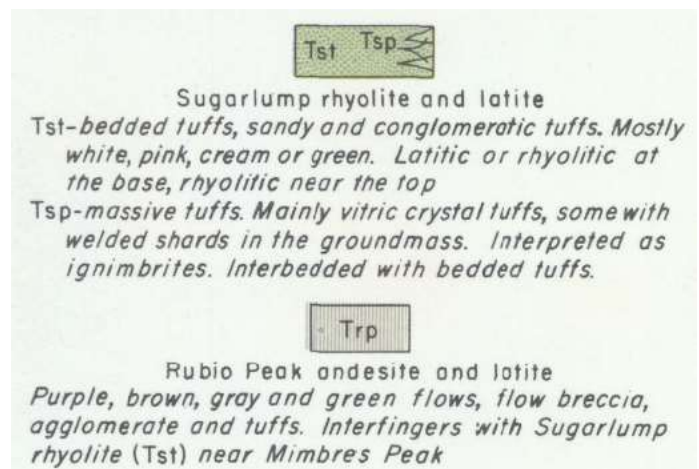 Tst Tsp
Sugarlump rhyolite and latite
Tst-bedded tuffs, sandy and conglomeratic tuffs. Mostly
white, pink, cream or green. Latitic or rhyolitic at
the base, rhyolitic near the top
Tsp-massive tuffs. Mainly vitric crystal tuffs, some with
welded shards in the groundmass. Interpreted as
ignimbrites. Interbedded with bedded tuffs.
Trp
Rubio Peak andesite and latite
Purple, brown, gray and green flows, flow breccia,
agglomerate and tuffs. Interfingers with Sugarlump
rhyolite (Tst) near Mimbres Peak